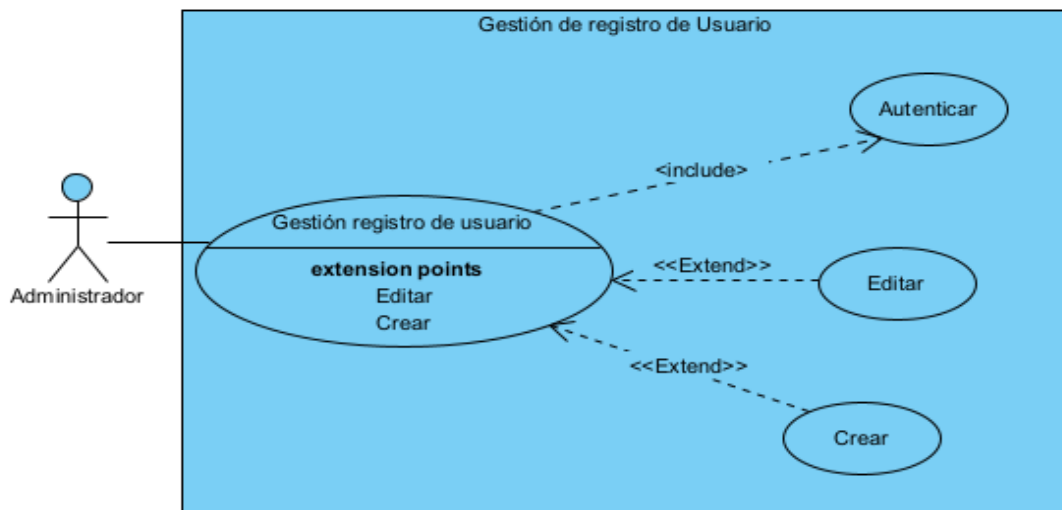 Gestión de registro de Usuario
Autenticar
<include>
Gestión registro de usuario
extension points
Editar
Crear
Administrador
<<Extend>>
Editar
<<Extend>>
Crear